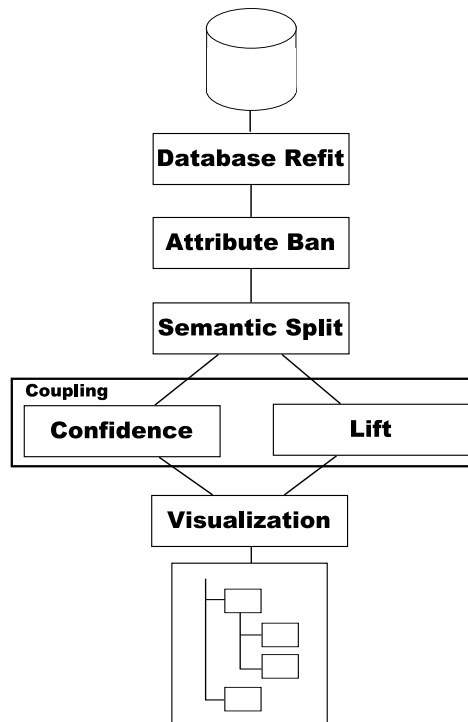 Database Refit
Attribute Ban
Semantic Split
Coupling
Confidence
Lift
Visualization